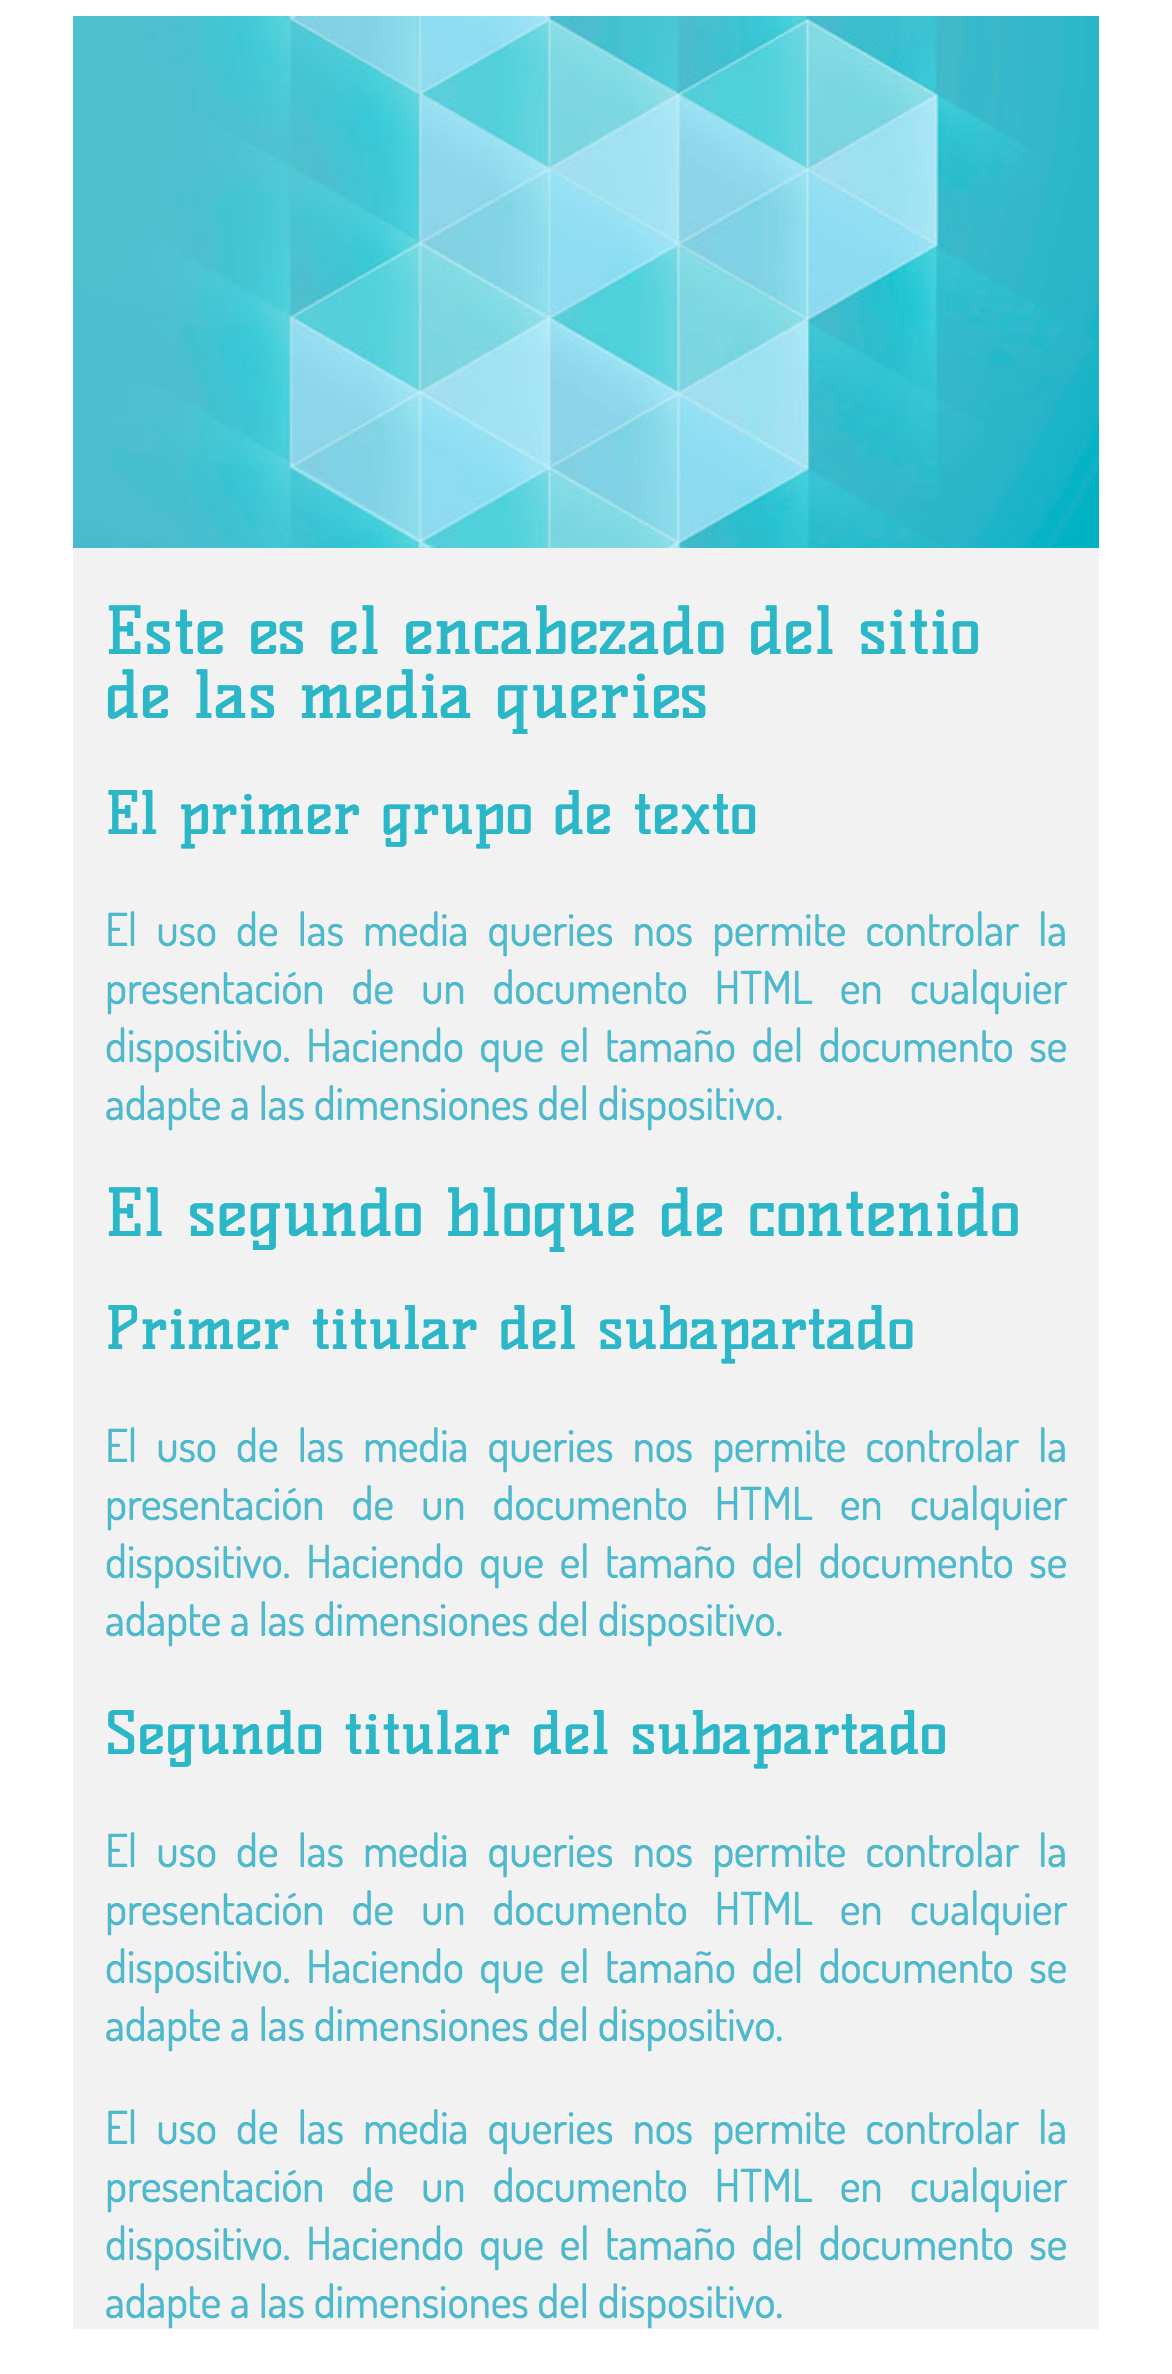 Este es el encabezado del sitio
de las media queries
El primer grupo de texto
El uso de las media queries nos permite controlar la
presentación de un documento HTML en cualquier
dispositivo. Haciendo que el tamaño del documento se
adapte a las dimensiones del dispositivo.
El segundo bloque de contenido
Primer titular del subapartado
El uso de las media queries nos permite controlar la
presentación de un documento HTML en cualquier
dispositivo. Haciendo que el tamaño del documento se
adapte a las dimensiones del dispositivo.
Segundo titular del subapartado
El uso de las media queries nos permite controlar la
presentación de un documento HTML en cualquier
dispositivo. Haciendo que el tamaño del documento se
adapte a las dimensiones del dispositivo.
El uso de las media queries nos permite controlar la
presentación de un documento HTML en cualquier
dispositivo. Haciendo que el tamaño del documento se
adapte a las dimensiones del dispositivo.